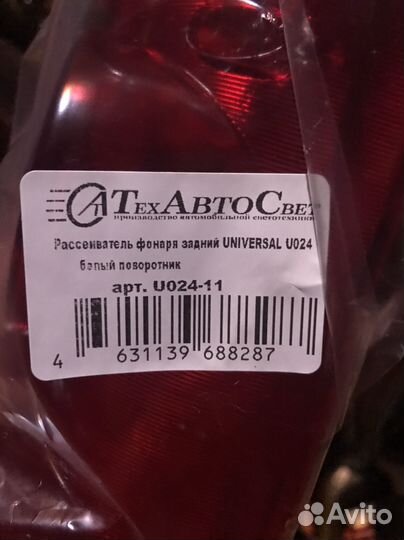 ТехАвтоСвет
производство автомобильной светотехники
Рассеиватель фонаря задний UNIVERSAL U024
белый поворотник
арт. U024-11
4 631139 688287
Avito